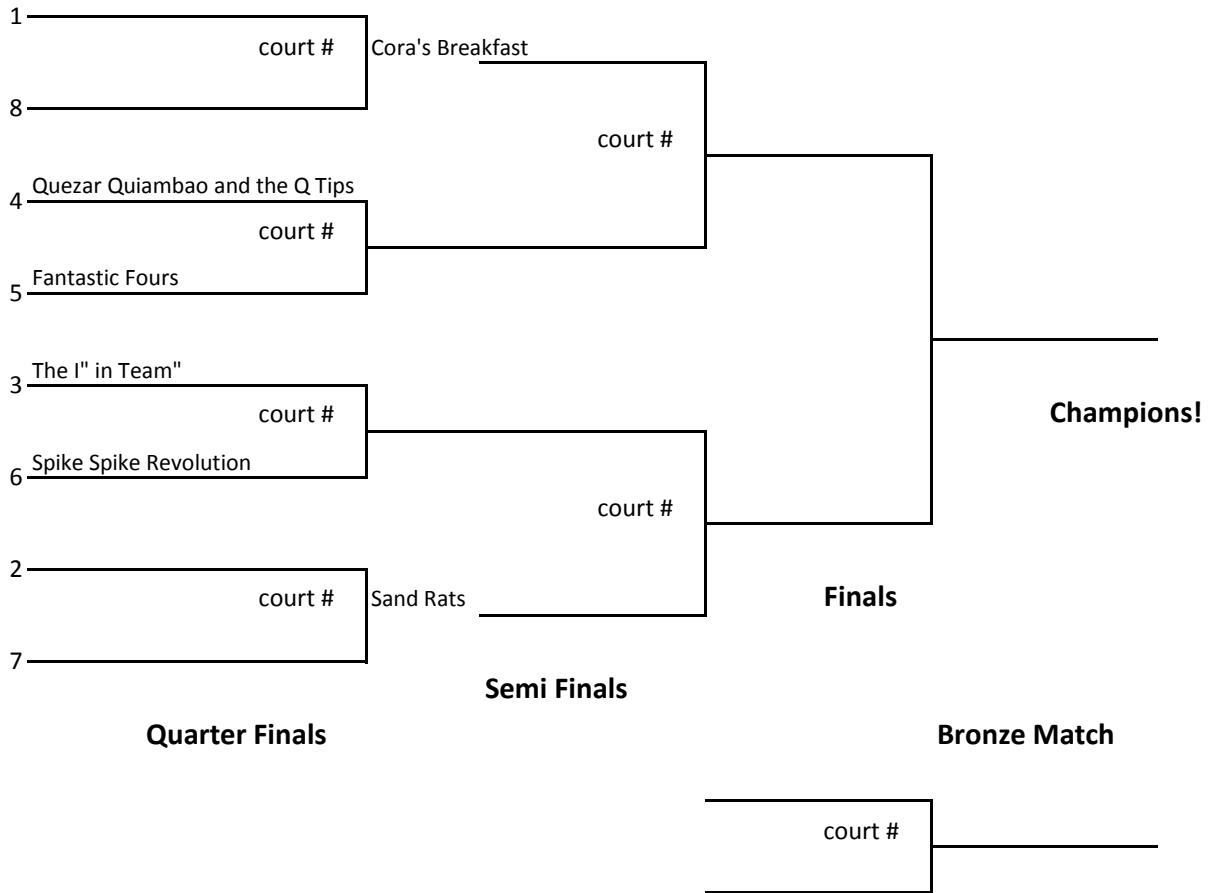 1
court # Cora's Breakfast
8
court #
Quezar Quiambao and the Q Tips
4
court #
Fantastic Fours
5
The I" in Team"
3
court #
Champions!
Spike Spike Revolution
6
court #
2
court # Sand Rats
Finals
7
Semi Finals
Quarter Finals
Bronze Match
court #